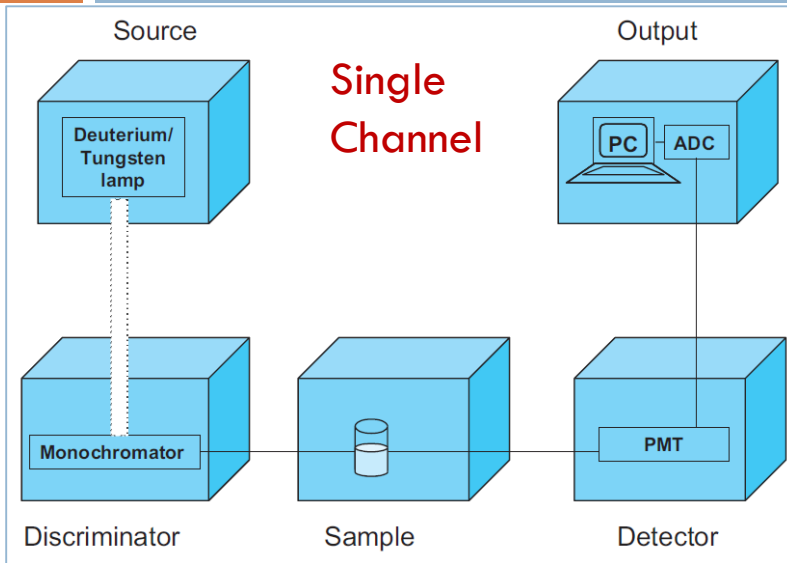 Source
Output
Single
Channel
Deuterium/
Tungsten
lamp
PC
ADC
Monochromator
PMT
Discriminator
Sample
Detector